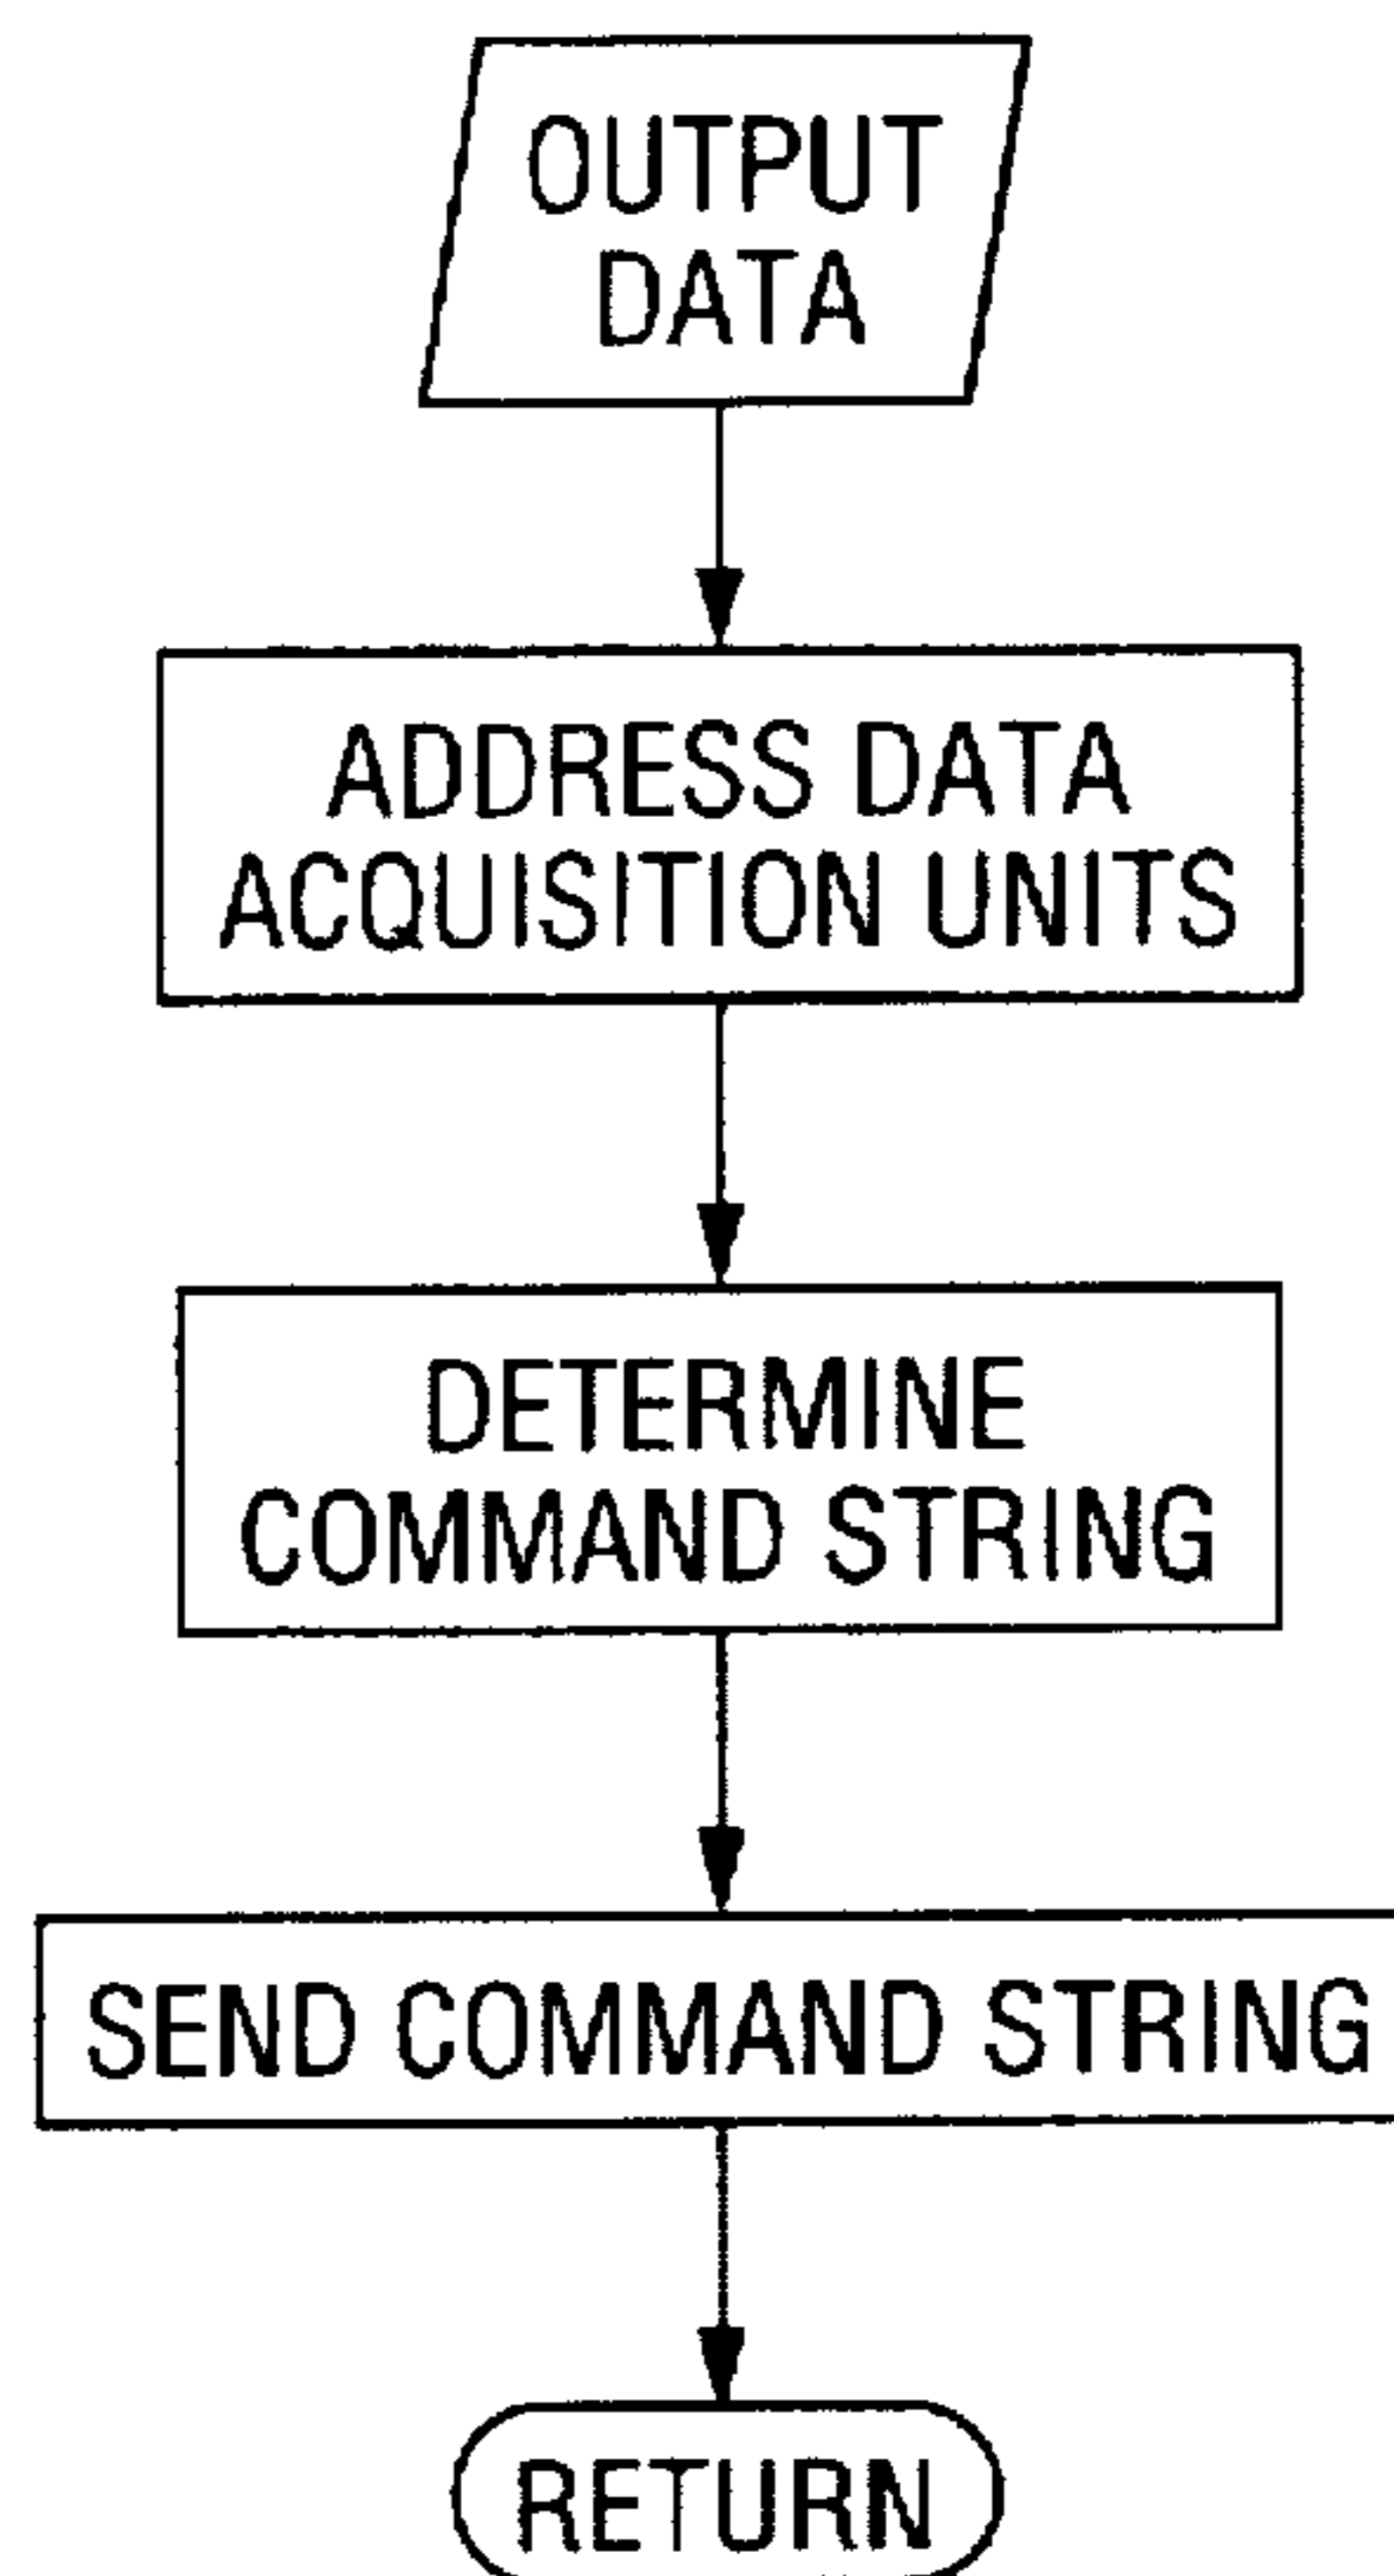 OUTPUT
DATA
ADDRESS DATA
ACQUISITION UNITS
DETERMINE
COMMAND STRING
SEND COMMAND STRING
RETURN